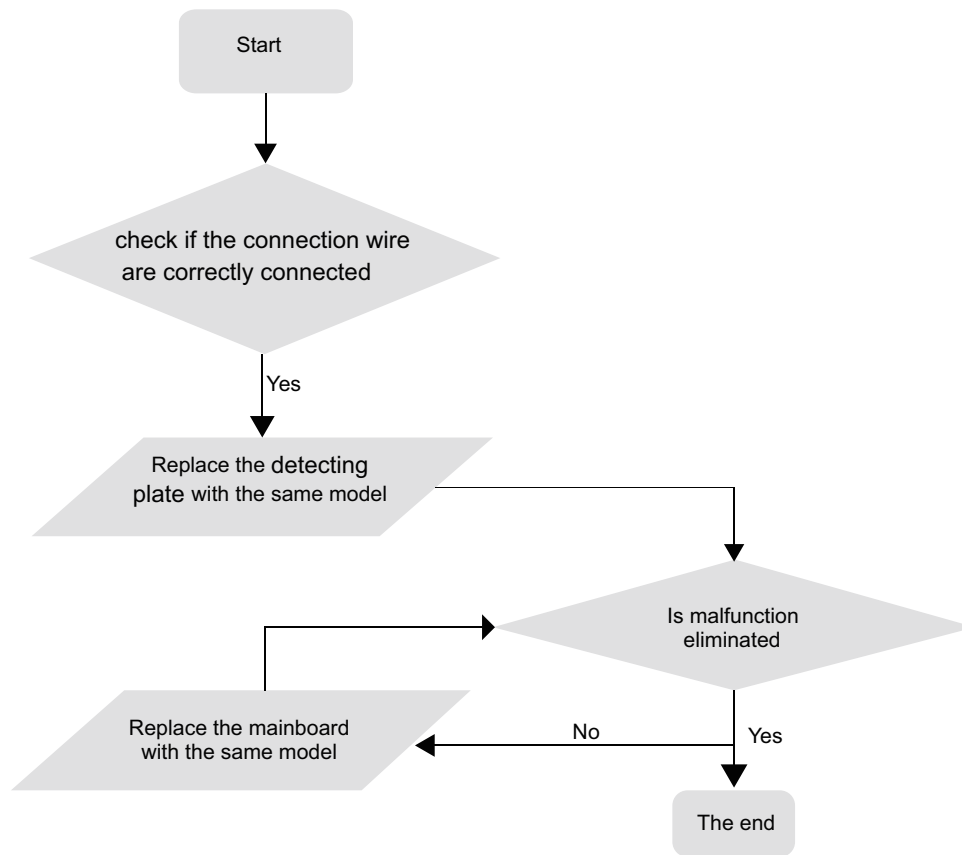 Start
check if the connection wire
are correctly connected
Yes
Replace the detecting
plate with the same model
Is malfunction
eliminated
Replace the mainboard
with the same model
No
Yes
The end